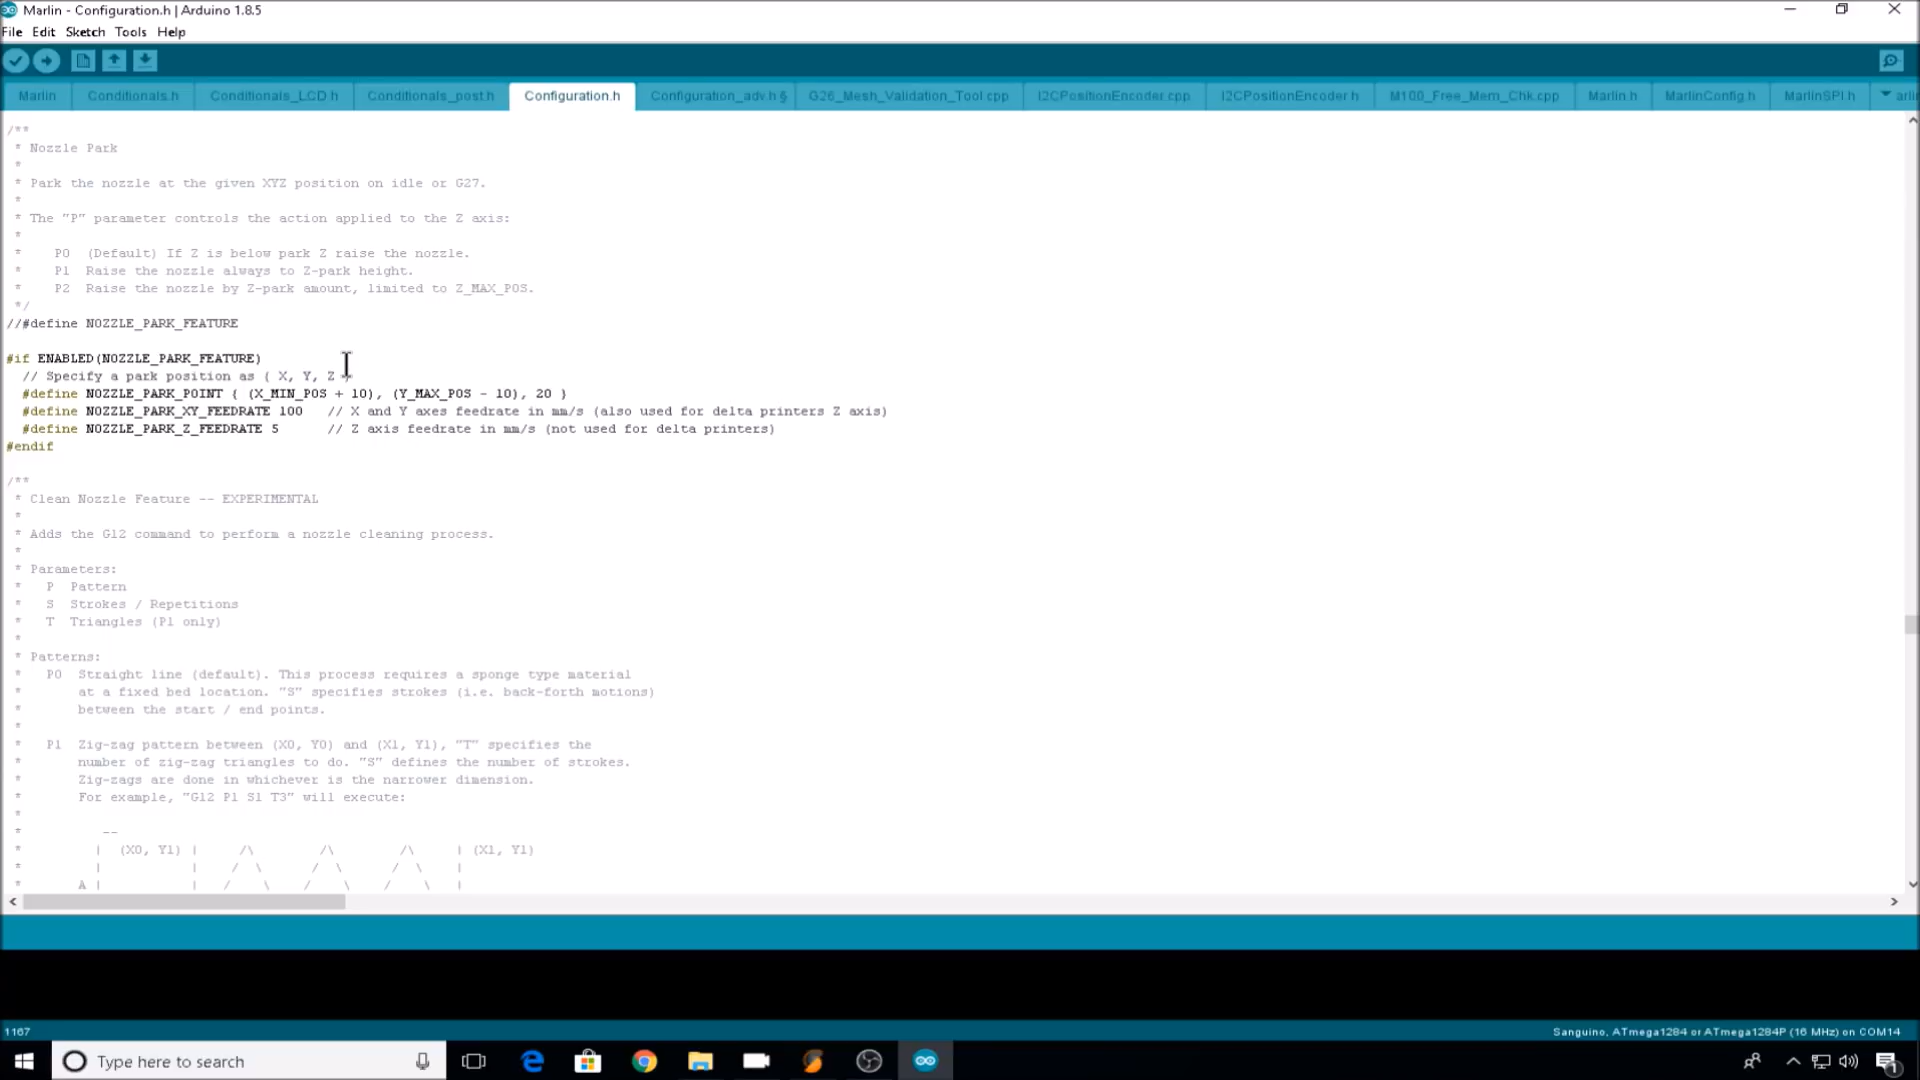 Marlin - Configuration.h | Arduino 1.8.5
File Edit Sketch Tools Help
Marlin Conditionals.h Conditionals_LCD.h Conditionals_post.h Configuration.h Configuration_adv.h § G26_Mesh_Validation_Tool.cpp I2CPositionEncoder.cpp I2CPositionEncoder.h M100_Free_Mem_Chk.cpp Marlin.h MarlinConfig.h MarlinSPI.h
/**
* Nozzle Park
*
* Park the nozzle at the given XYZ position on idle or G27.
*
* The "P" parameter controls the action applied to the Z axis:
*
* P0 (Default) If Z is below park Z raise the nozzle.
* P1 Raise the nozzle always to Z-park height.
* P2 Raise the nozzle by Z-park amount, limited to Z_MAX_POS.
*/
//#define NOZZLE_PARK_FEATURE
#if ENABLED(NOZZLE_PARK_FEATURE)
// Specify a park position as { X, Y, Z }
#define NOZZLE_PARK_POINT { (X_MIN_POS + 10), (Y_MAX_POS - 10), 20 }
#define NOZZLE_PARK_XY_FEEDRATE 100 // X and Y axes feedrate in mm/s (also used for delta printers Z axis)
#define NOZZLE_PARK_Z_FEEDRATE 5 // Z axis feedrate in mm/s (not used for delta printers)
#endif
/**
* Clean Nozzle Feature -- EXPERIMENTAL
*
* Adds the G12 command to perform a nozzle cleaning process.
*
* Parameters:
* P Pattern
* S Strokes / Repetitions
* T Triangles (P1 only)
*
* Patterns:
* P0 Straight line (default). This process requires a sponge type material
* at a fixed bed location. "S" specifies strokes (i.e. back-forth motions)
* between the start / end points.
*
* P1 Zig-zag pattern between (X0, Y0) and (X1, Y1), "T" specifies the
* number of zig-zag triangles to do. "S" defines the number of strokes.
* Zig-zags are done in whichever is the narrower dimension.
* For example, "G12 P1 S1 T3" will execute:
*
* --
* | (X0, Y1) | /\ /\ /\ | (X1, Y1)
* | | / \ / \ / \ |
* A | | / \ / \ / \ |
1167
Sanguino, ATmega1284 or ATmega1284P (16 MHz) on COM14
Type here to search
1